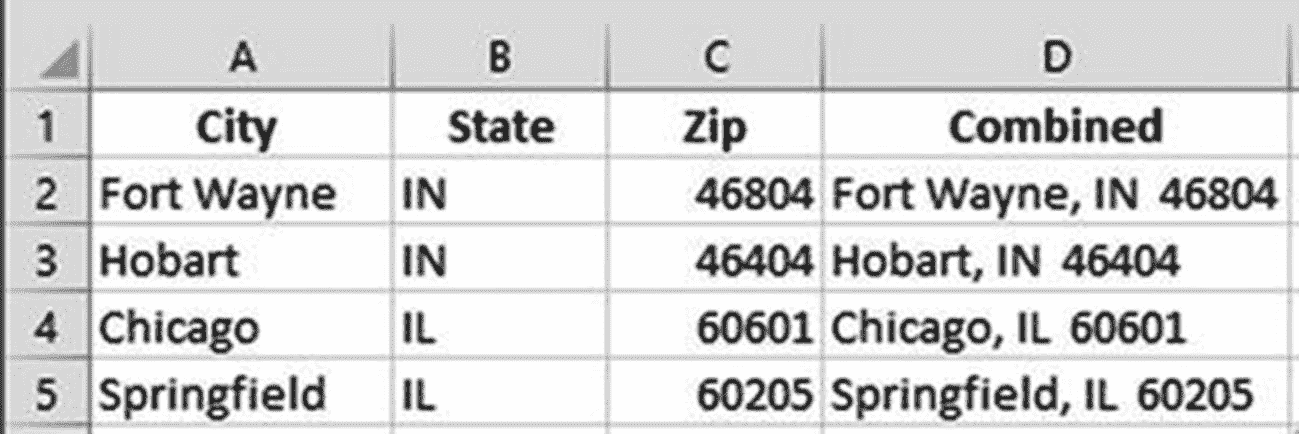 A B C D
1 City State Zip Combined
2 Fort Wayne IN 46804 Fort Wayne, IN  46804
3 Hobart IN 46404 Hobart, IN  46404
4 Chicago IL 60601 Chicago, IL  60601
5 Springfield IL 60205 Springfield, IL  60205